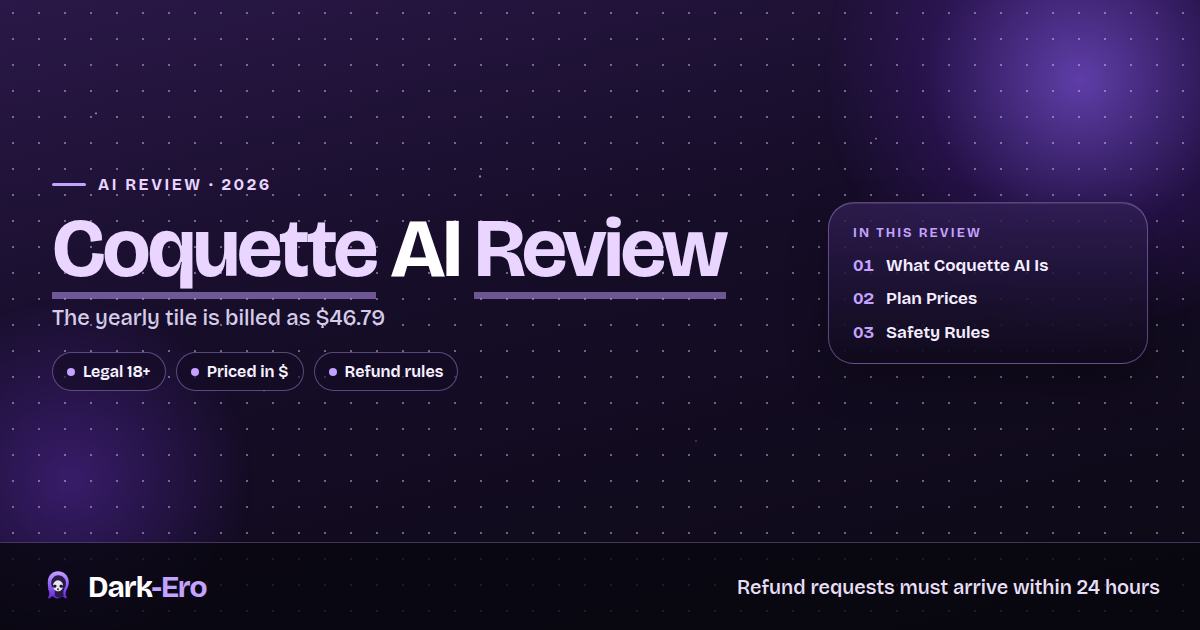 AI REVIEW · 2026
Coquette AI Review
The yearly tile is billed as $46.79
Legal 18+
Priced in $
Refund rules
IN THIS REVIEW
01 What Coquette AI Is
02 Plan Prices
03 Safety Rules
Dark-Ero
Refund requests must arrive within 24 hours